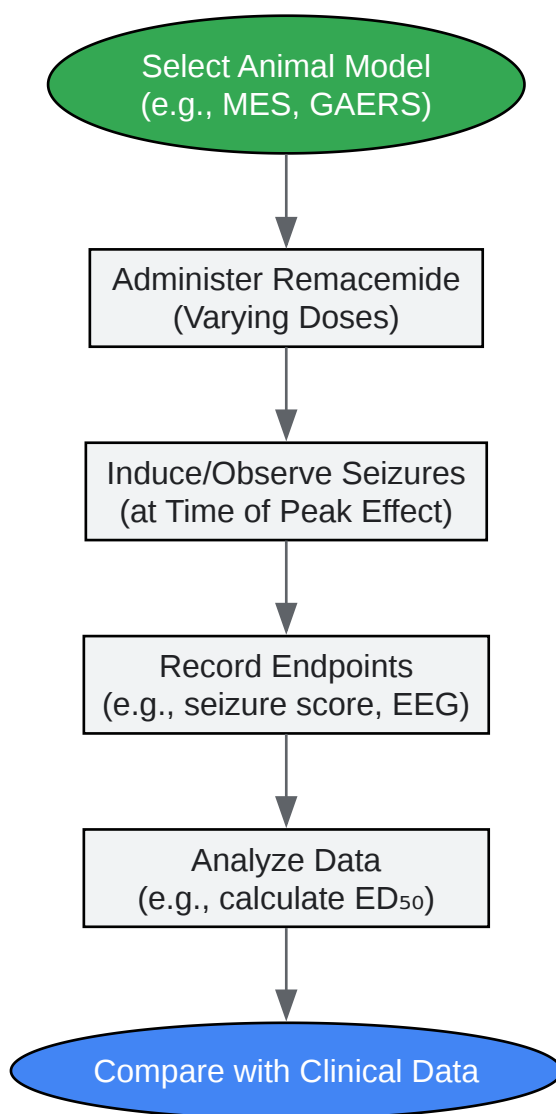 Select Animal Model
(e.g., MES, GAERS)
Administer Remacemide
(Varying Doses)
Induce/Observe Seizures
(at Time of Peak Effect)
Record Endpoints
(e.g., seizure score, EEG)
Analyze Data
(e.g., calculate ED₅₀)
Compare with Clinical Data